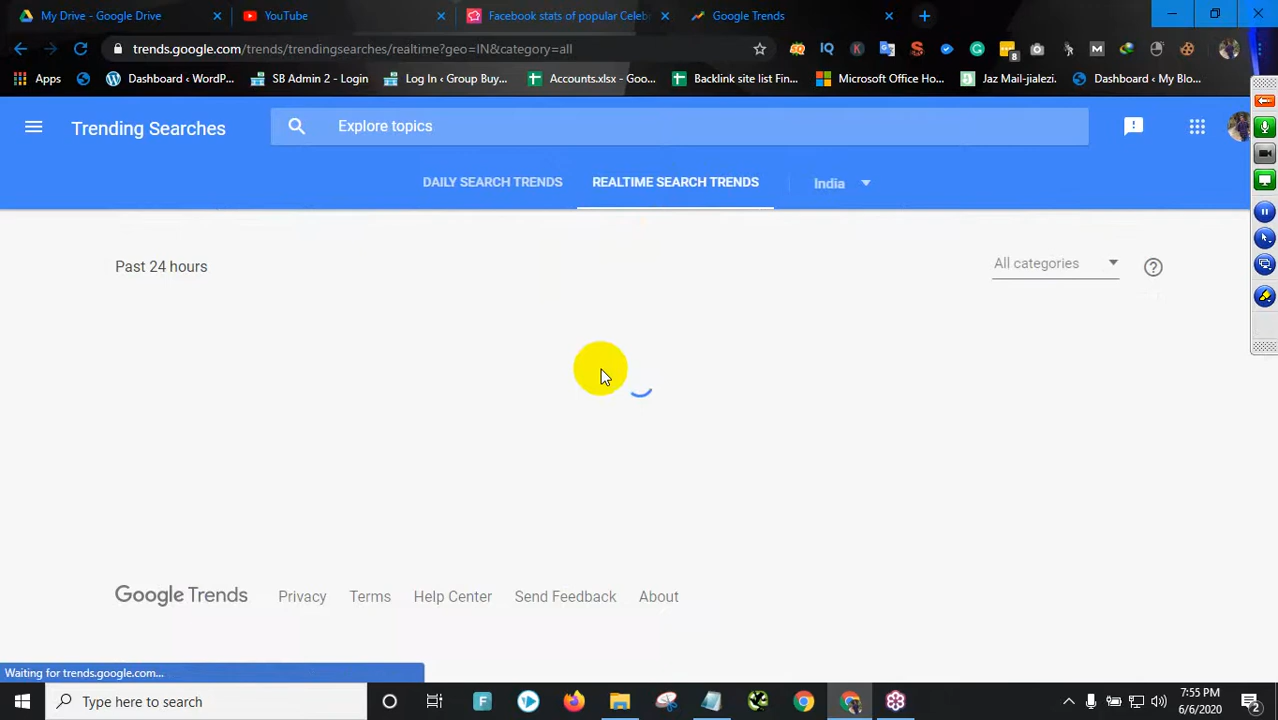 My Drive - Google Drive
YouTube
Facebook stats of popular Celebr
Google Trends
trends.google.com/trends/trendingsearches/realtime?geo=IN&category=all
Apps
Dashboard ‹ WordP...
SB Admin 2 - Login
Log In ‹ Group Buy...
Accounts.xlsx - Goo...
Backlink site list Fin...
Microsoft Office Ho...
Jaz Mail-jialezi.
Dashboard ‹ My Blo...
Trending Searches
Explore topics
DAILY SEARCH TRENDS
REALTIME SEARCH TRENDS
India
Past 24 hours
All categories
Google Trends
Privacy
Terms
Help Center
Send Feedback
About
Waiting for trends.google.com...
Type here to search
7:55 PM
6/6/2020